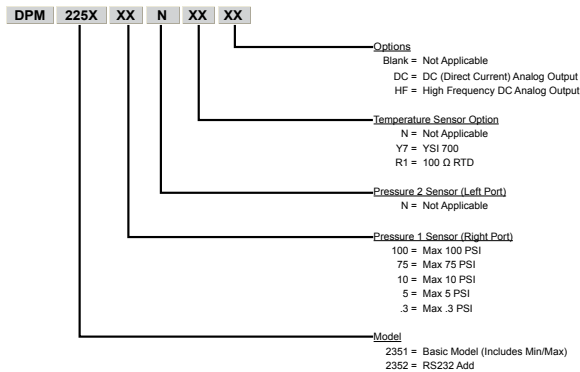 DPM 225X XX N XX XX
Options
Blank = Not Applicable
DC = DC (Direct Current) Analog Output
HF = High Frequency DC Analog Output
Temperature Sensor Option
N = Not Applicable
Y7 = YSI 700
R1 = 100 Ω RTD
Pressure 2 Sensor (Left Port)
N = Not Applicable
Pressure 1 Sensor (Right Port)
100 = Max 100 PSI
75 = Max 75 PSI
10 = Max 10 PSI
5 = Max 5 PSI
.3 = Max .3 PSI
Model
2351 = Basic Model (Includes Min/Max)
2352 = RS232 Add